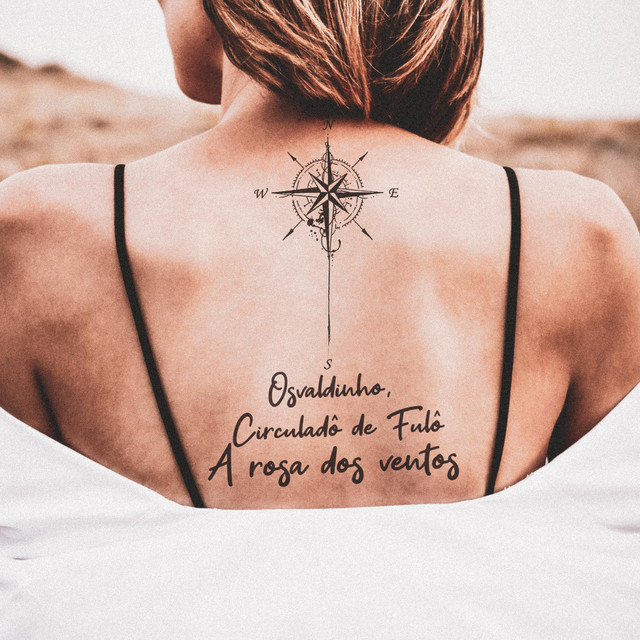 N
W E
S
Osvaldinho,
Circuladô de Fulô
A rosa dos ventos